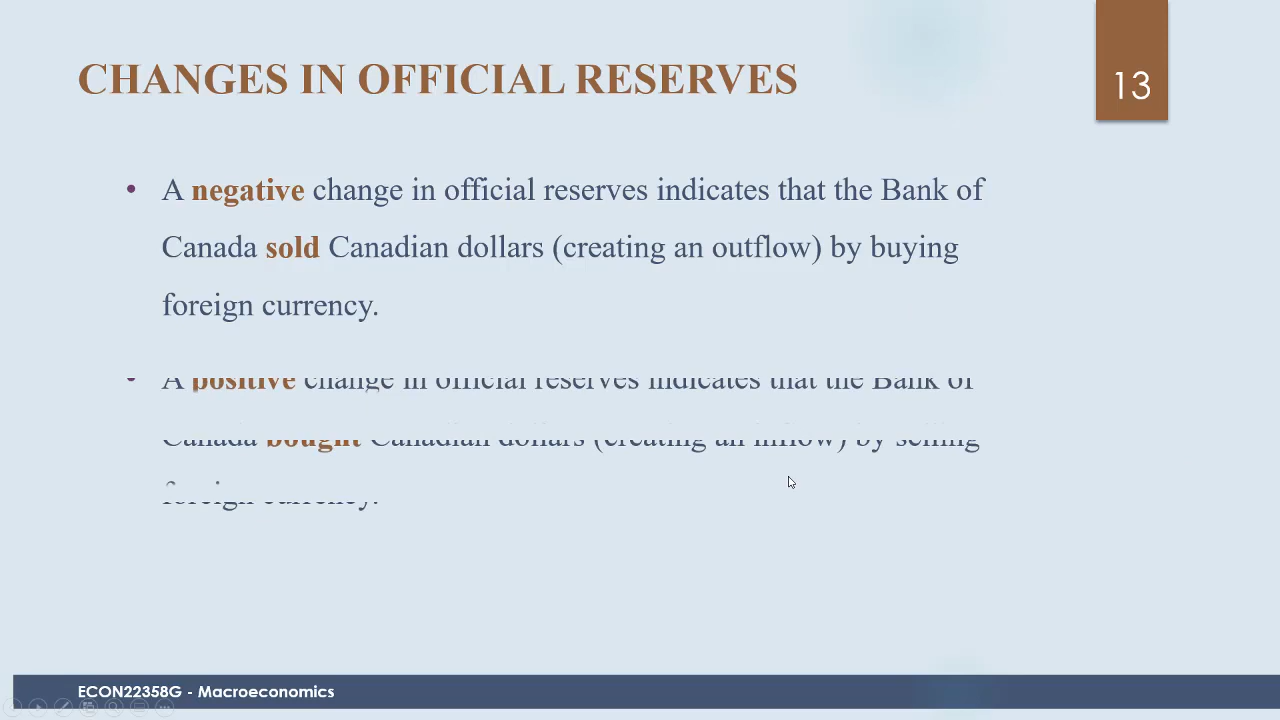 CHANGES IN OFFICIAL RESERVES
13
• A negative change in official reserves indicates that the Bank of
Canada sold Canadian dollars (creating an outflow) by buying
foreign currency.
• A positive change in official reserves indicates that the Bank of
Canada bought Canadian dollars (creating an inflow) by selling
foreign currency.
ECON22358G - Macroeconomics